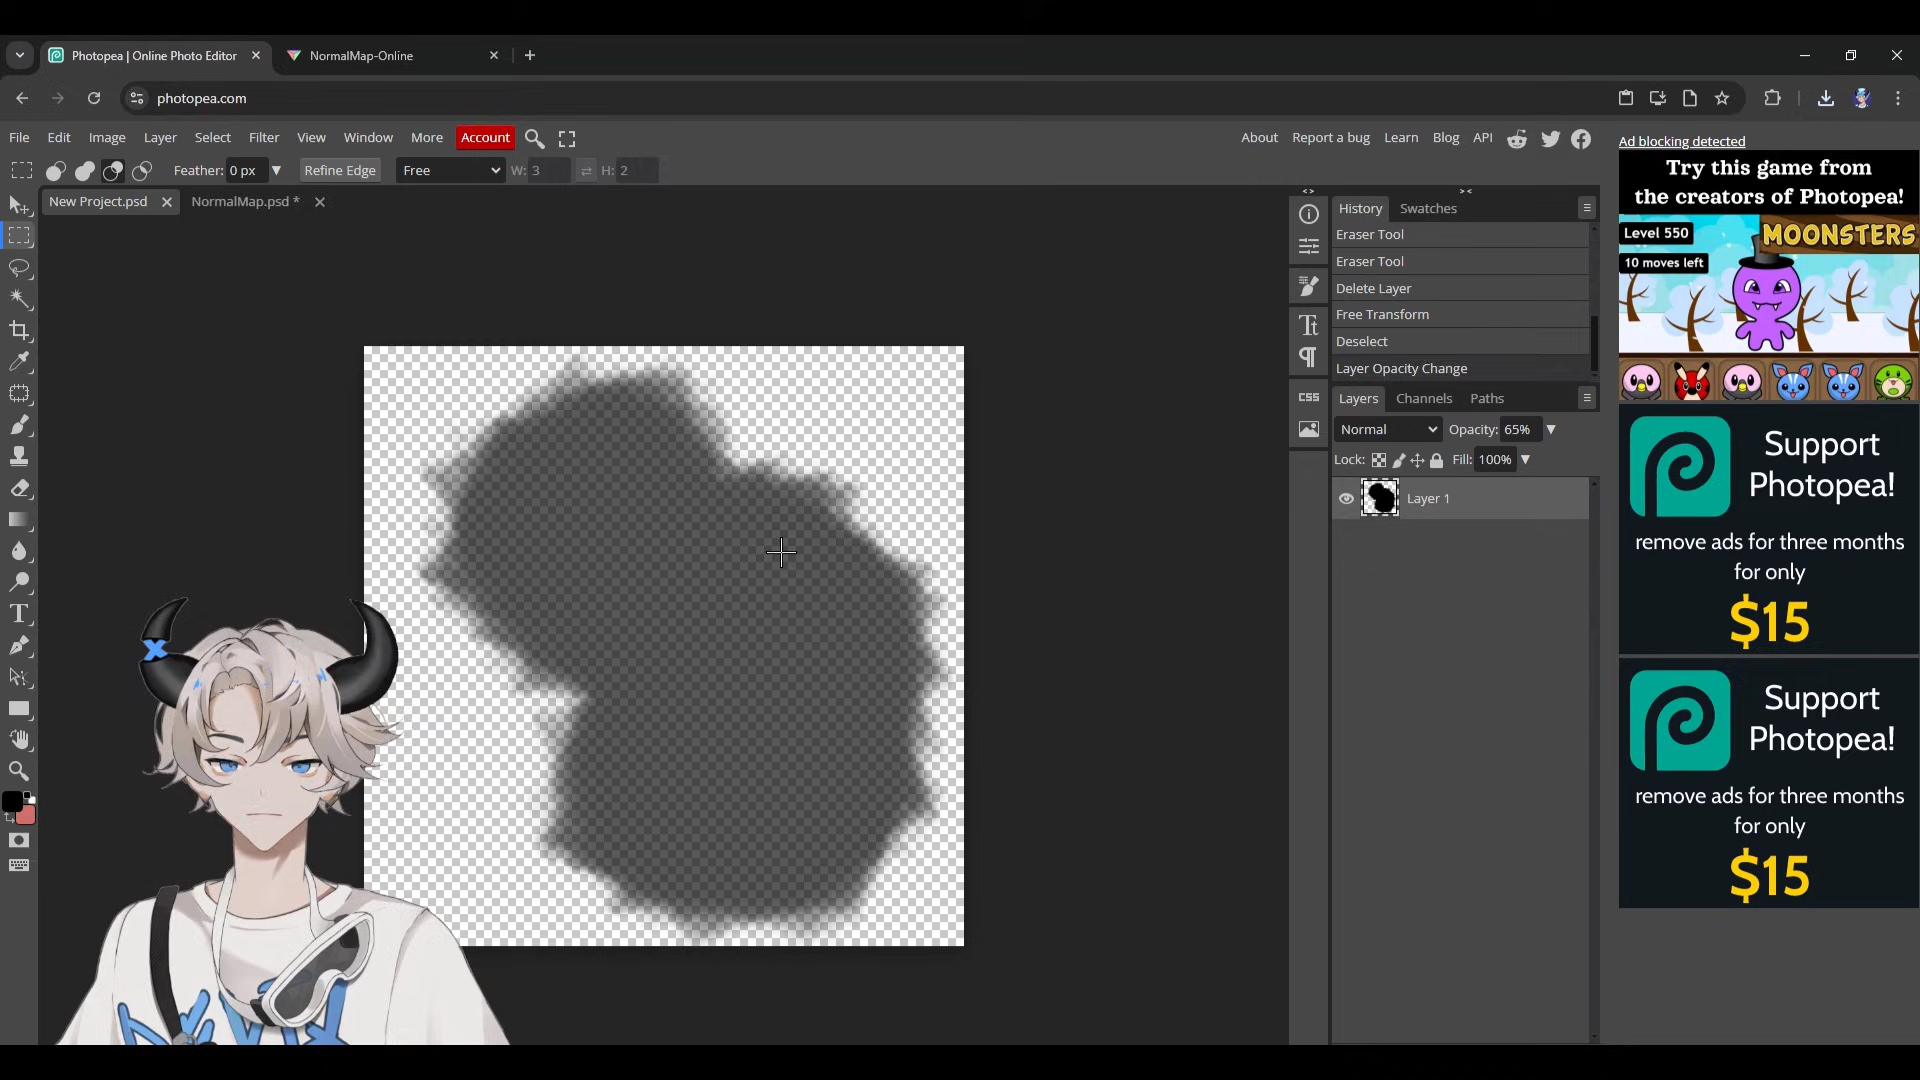 Photopea | Online Photo Editor
NormalMap-Online
photopea.com
File Edit Image Layer Select Filter View Window More Account
About Report a bug Learn Blog API
Feather: 0 px Refine Edge Free W: 3 H: 2
New Project.psd NormalMap.psd *
History Swatches
Eraser Tool
Eraser Tool
Delete Layer
Free Transform
Deselect
Layer Opacity Change
Layers Channels Paths
Normal Opacity: 65%
Lock: Fill: 100%
Layer 1
CSS
Ad blocking detected
Try this game from
the creators of Photopea!
Level 550
MOONSTERS
10 moves left
Support
Photopea!
remove ads for three months
for only
$15
Support
Photopea!
remove ads for three months
for only
$15